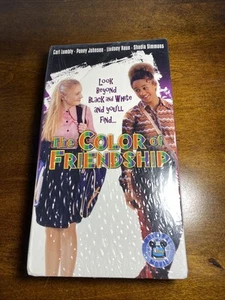 Carl Lumbly · Penny Johnson · Lindsey Haun · Shadia Simmons
Look
Beyond
Black and White
and you'll
Find...
The Color of
Friendship